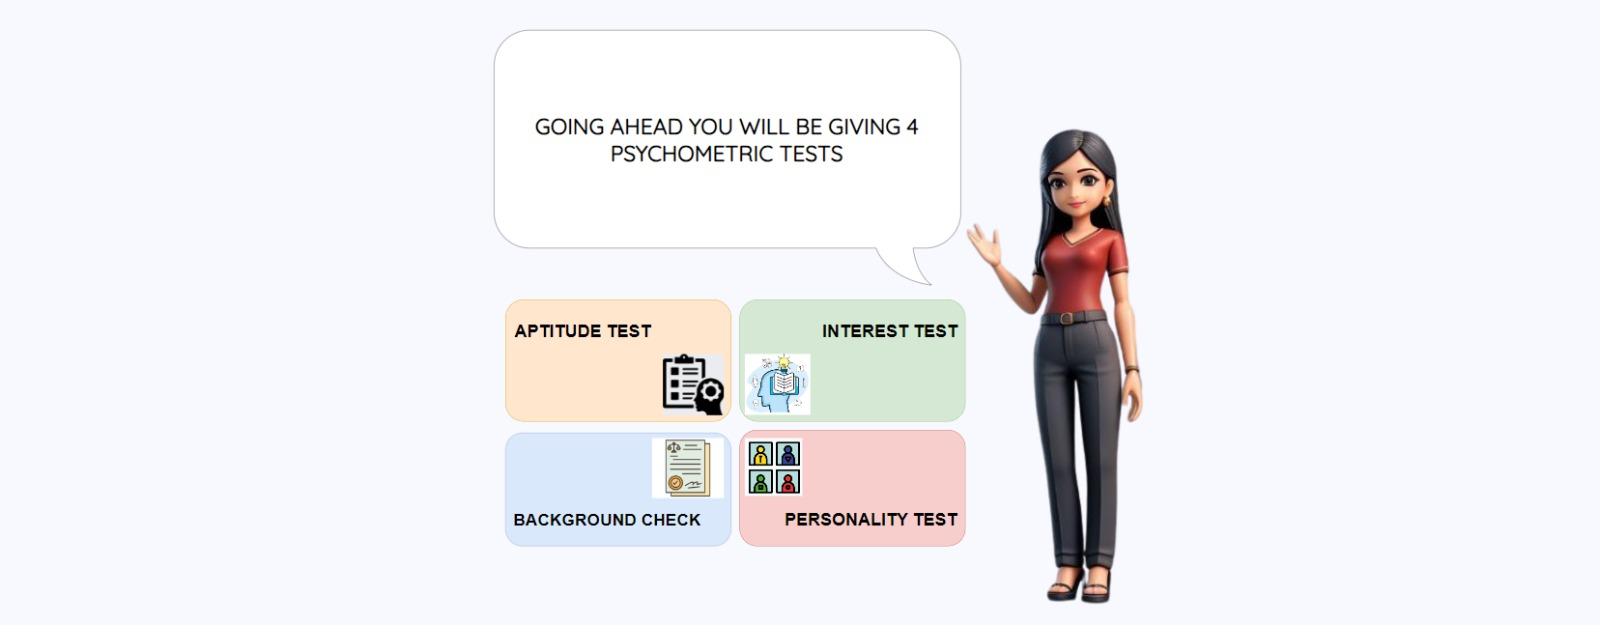 GOING AHEAD YOU WILL BE GIVING 4
PSYCHOMETRIC TESTS
APTITUDE TEST
INTEREST TEST
BACKGROUND CHECK
PERSONALITY TEST